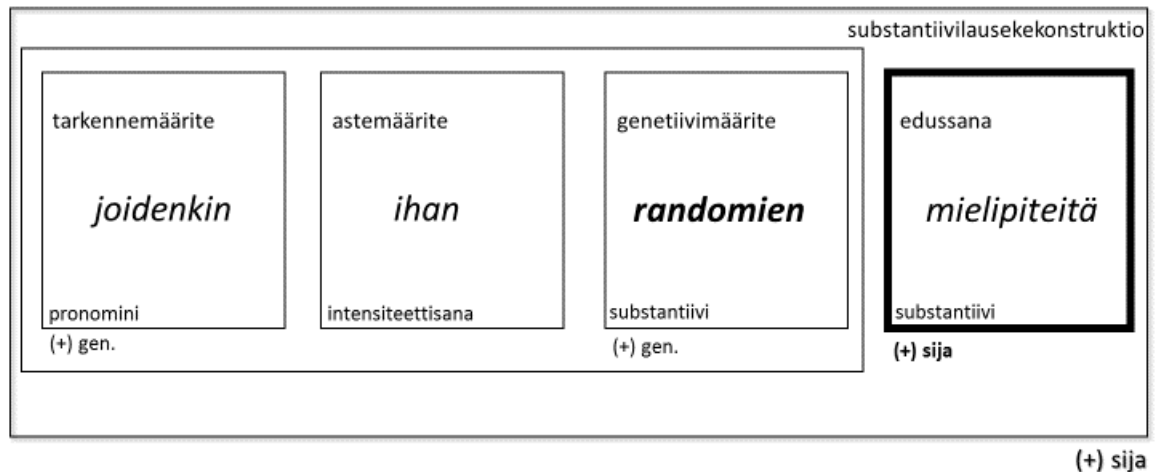 substantiivilausekekonstruktio
tarkennemäärite
astemäärite
genetiivimäärite
edussana
joidenkin
ihan
randomien
mielipiteitä
pronomini
intensiteettisana
substantiivi
substantiivi
(+) gen.
(+) gen.
(+) sija
(+) sija